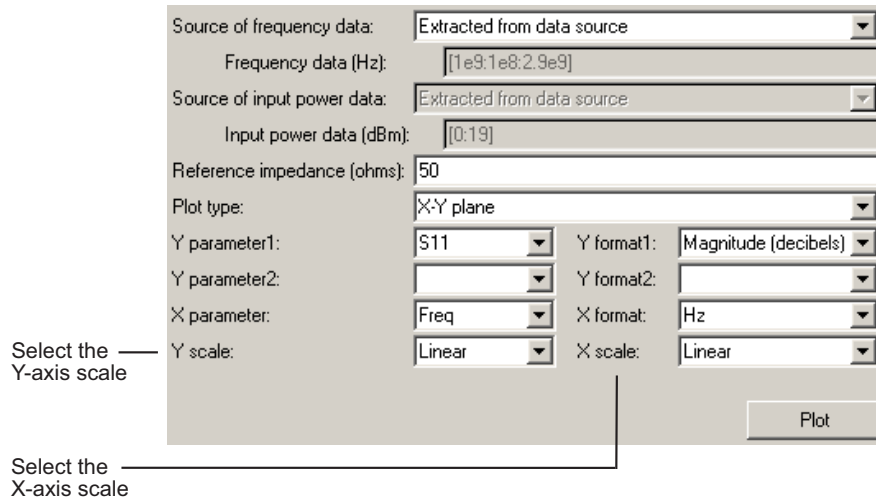 Source of frequency data: Extracted from data source
Frequency data (Hz): [1e9:1e8:2.9e9]
Source of input power data: Extracted from data source
Input power data (dBm): [0:19]
Reference impedance (ohms): 50
Plot type: X-Y plane
Y parameter1: S11 Y format1: Magnitude (decibels)
Y parameter2: Y format2:
X parameter: Freq X format: Hz
Y scale: Linear X scale: Linear
Select the
Y-axis scale
Plot
Select the
X-axis scale